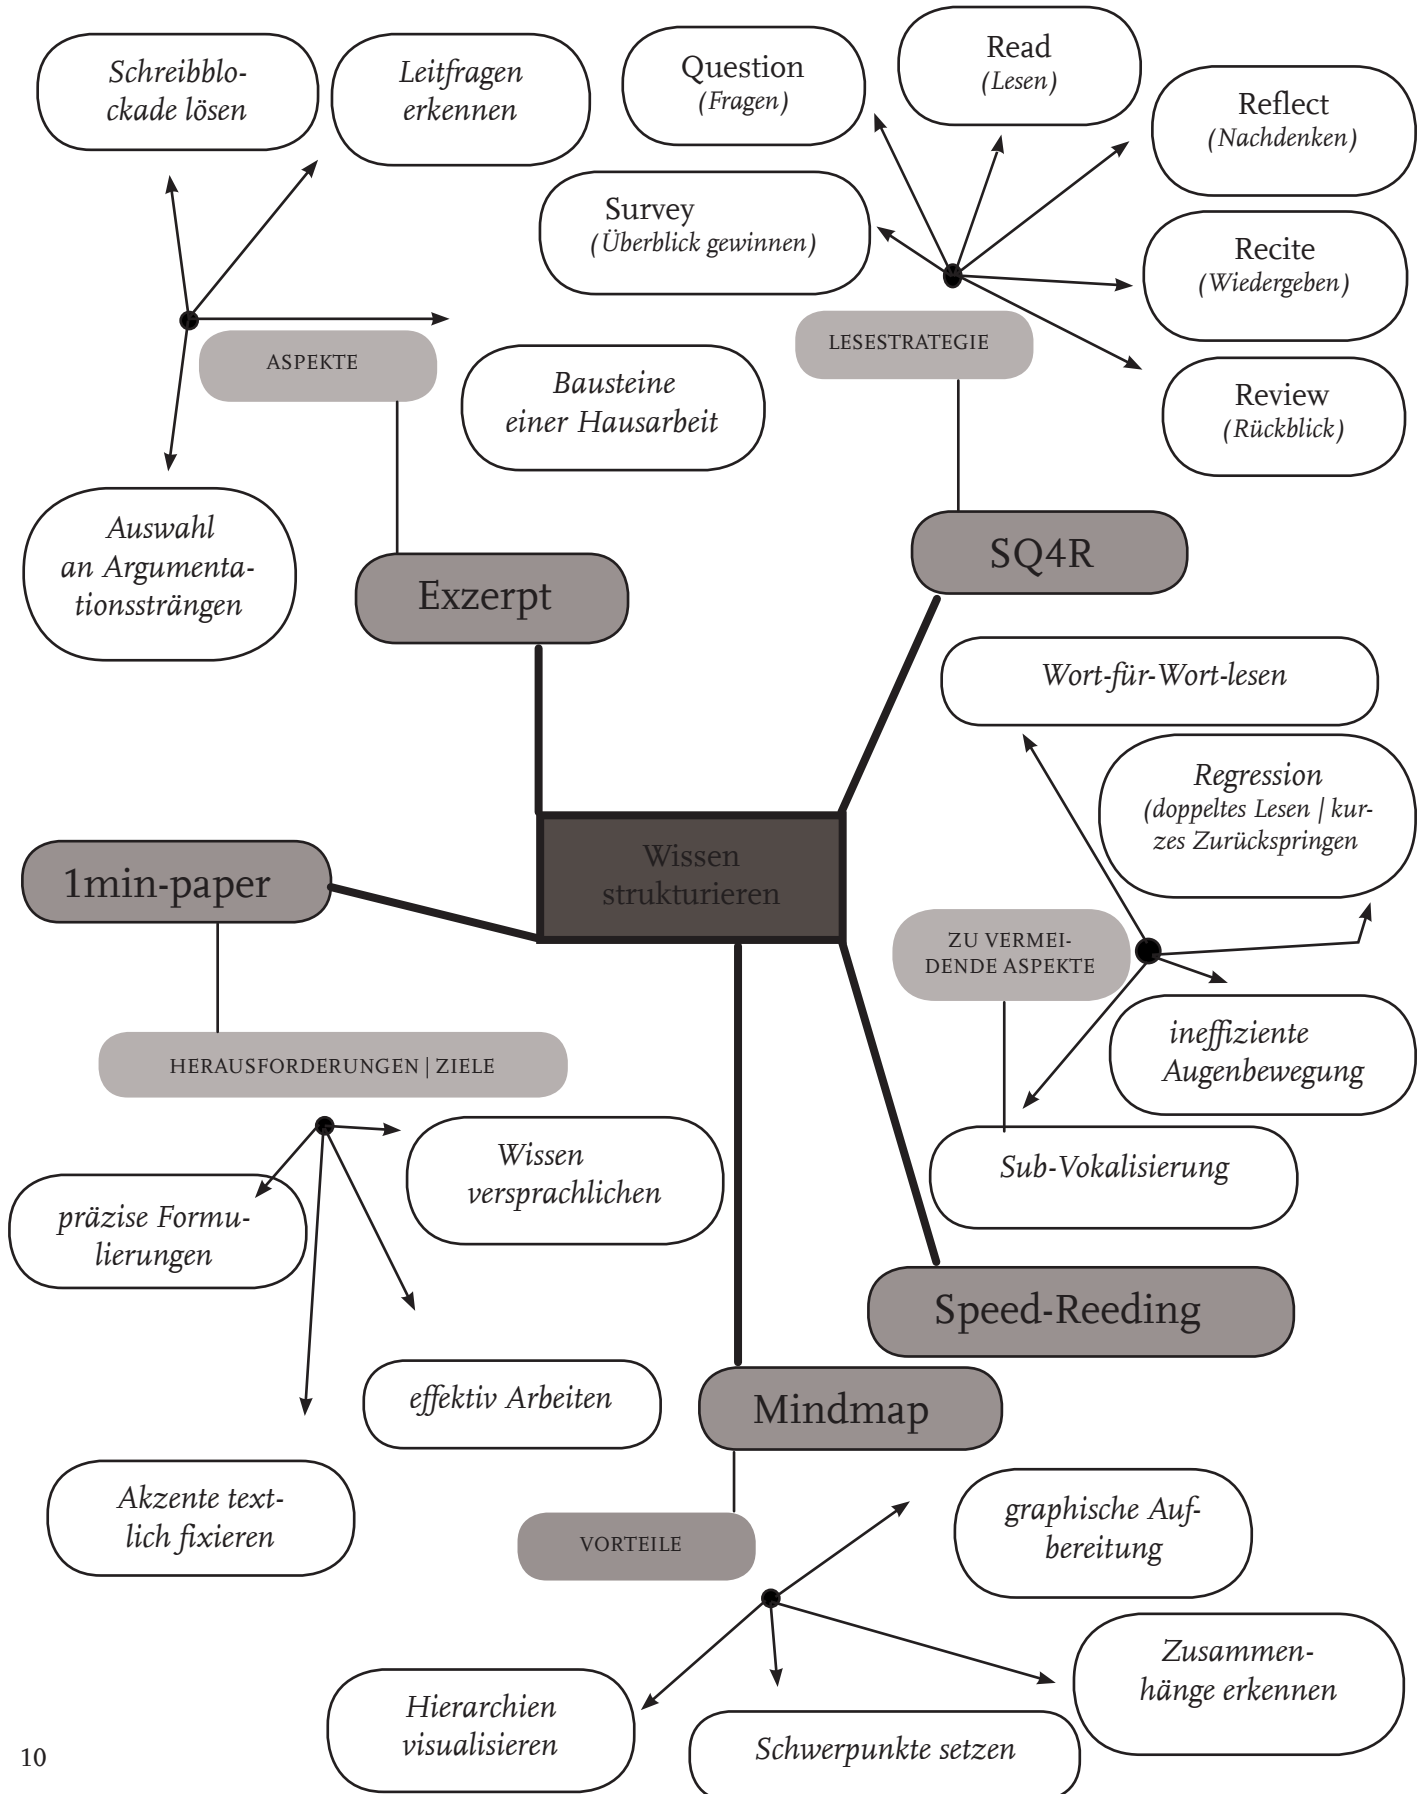 Schreibblo-
ckade lösen
Leitfragen
erkennen
Question
(Fragen)
Read
(Lesen)
Reflect
(Nachdenken)
Survey
(Überblick gewinnen)
Recite
(Wiedergeben)
LESESTRATEGIE
ASPEKTE
Bausteine
einer Hausarbeit
Review
(Rückblick)
Auswahl
an Argumenta-
tionssträngen
Exzerpt
SQ4R
Wort-für-Wort-lesen
Regression
(doppeltes Lesen | kur-
zes Zurückspringen
Wissen
strukturieren
1min-paper
ZU VERMEI-
DENDE ASPEKTE
ineffiziente
Augenbewegung
HERAUSFORDERUNGEN | ZIELE
Wissen
versprachlichen
Sub-Vokalisierung
präzise Formu-
lierungen
Speed-Reeding
effektiv Arbeiten
Mindmap
Akzente text-
lich fixieren
VORTEILE
graphische Auf-
bereitung
Zusammen-
hänge erkennen
Hierarchien
visualisieren
Schwerpunkte setzen
10